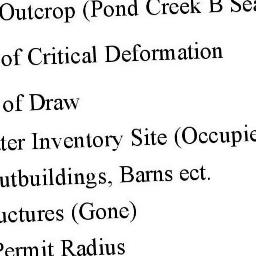 Outcrop (Pond Creek B Sea
of Critical Deformation
of Draw
ter Inventory Site (Occupie
utbuildings, Barns ect.
uctures (Gone)
Permit Radius